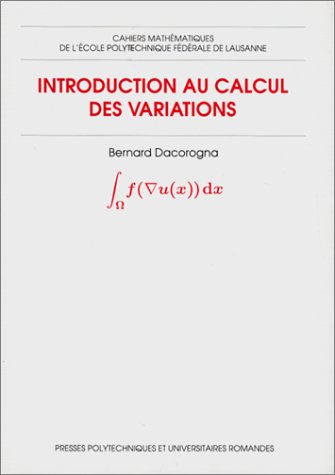 CAHIERS MATHÉMATIQUES
DE L'ÉCOLE POLYTECHNIQUE FÉDÉRALE DE LAUSANNE
INTRODUCTION AU CALCUL
DES VARIATIONS
Bernard Dacorogna
∫_Ω f(∇u(x)) dx
PRESSES POLYTECHNIQUES ET UNIVERSITAIRES ROMANDES